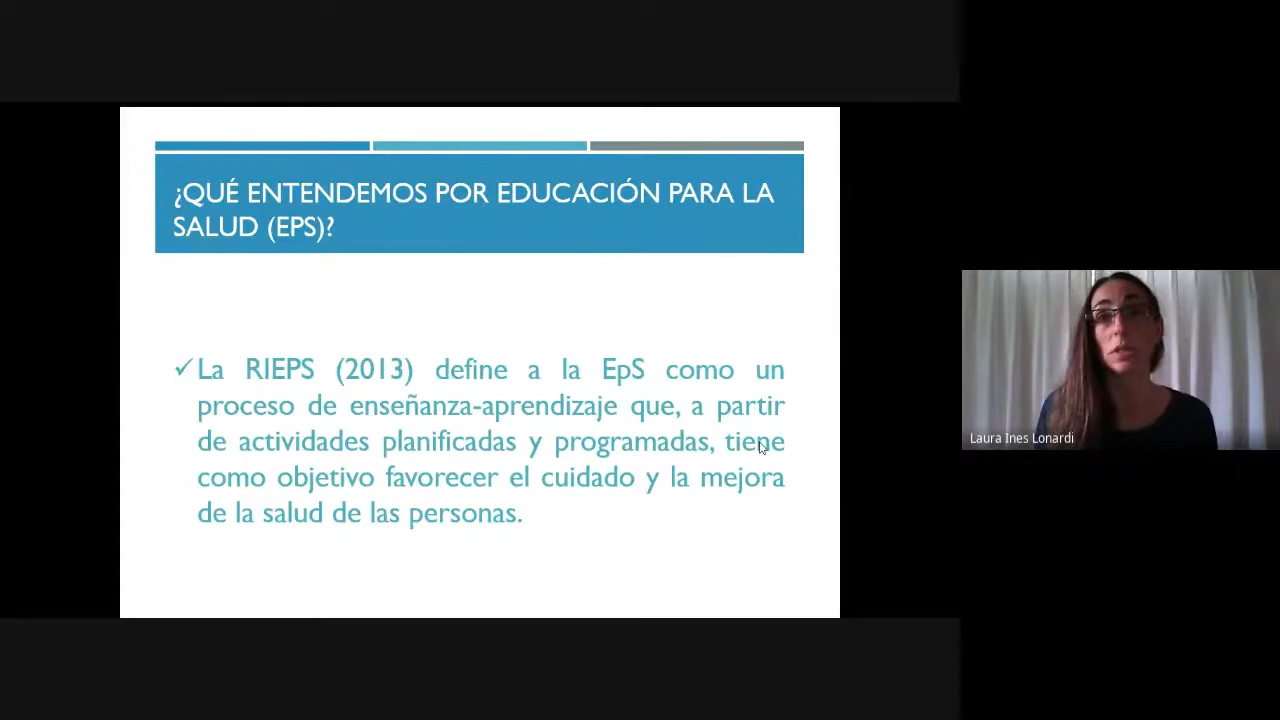 ¿QUÉ ENTENDEMOS POR EDUCACIÓN PARA LA
SALUD (EPS)?
✓La RIEPS (2013) define a la EpS como un
proceso de enseñanza-aprendizaje que, a partir
de actividades planificadas y programadas, tiene
como objetivo favorecer el cuidado y la mejora
de la salud de las personas.
Laura Ines Lonardi